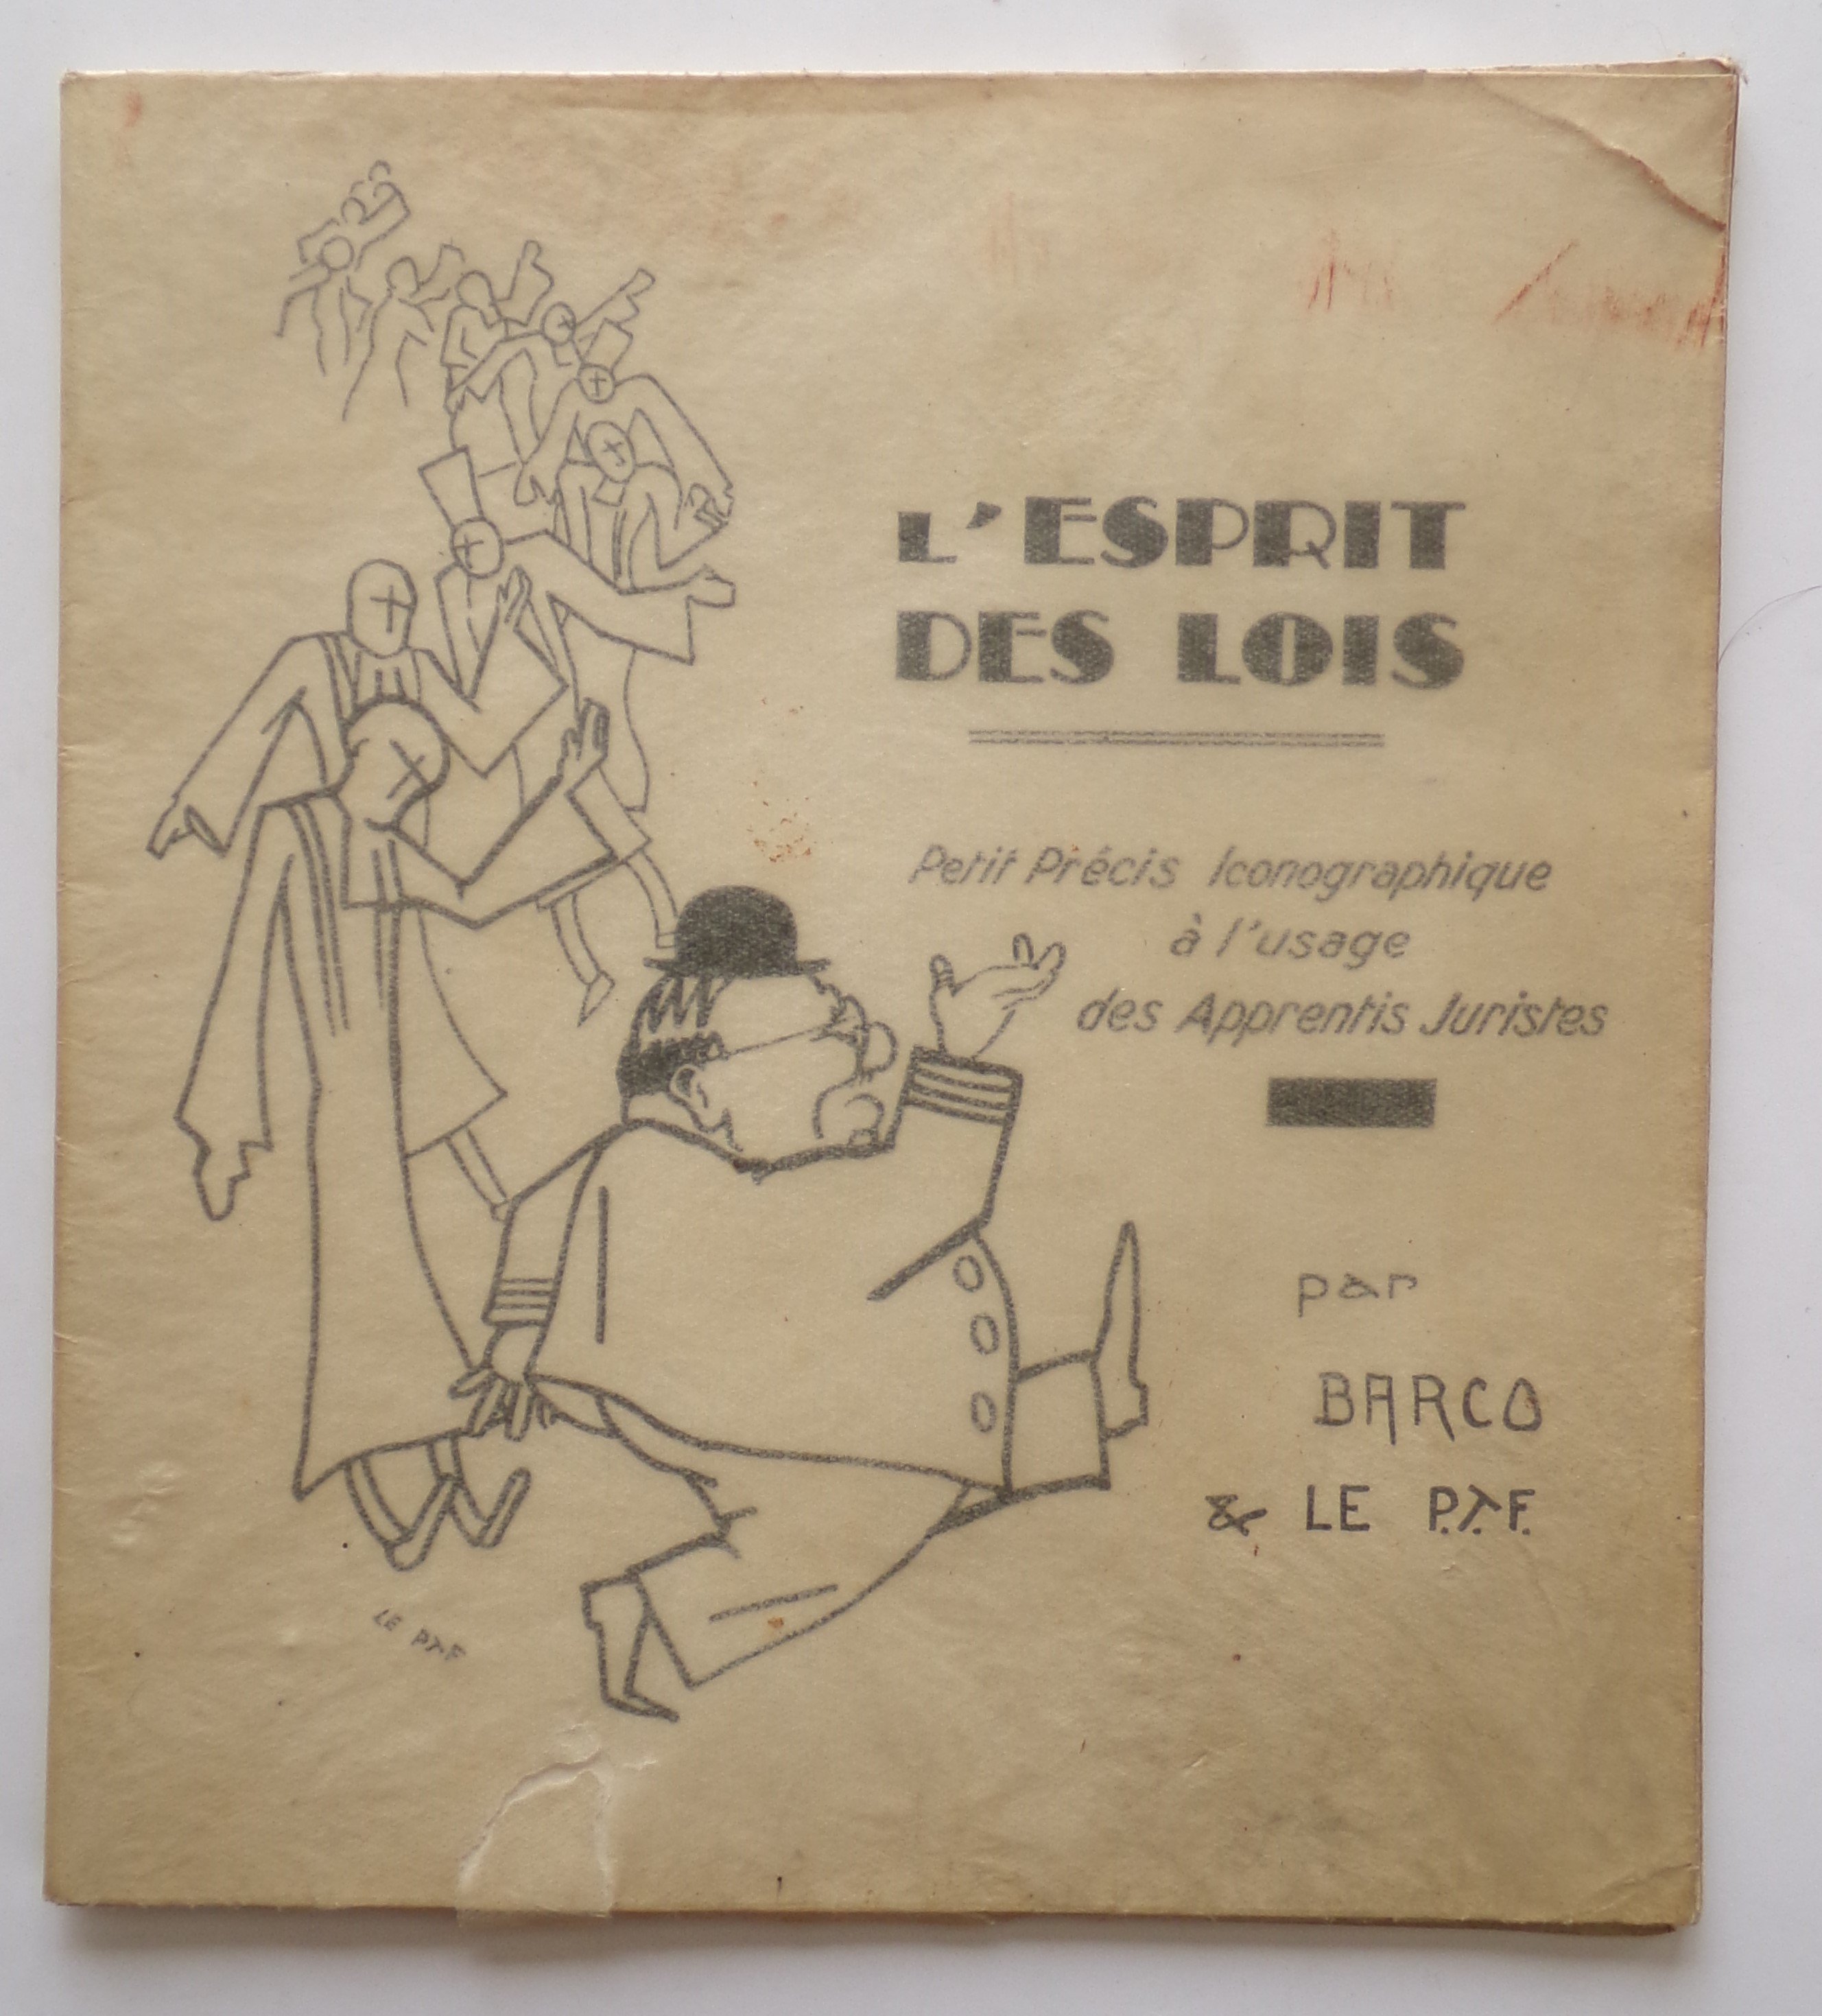 L'ESPRIT
DES LOIS
Petit Précis Iconographique
à l'usage
des Apprentis Juristes
par
BARCO
& LE P.T.F.
LE P.T.F